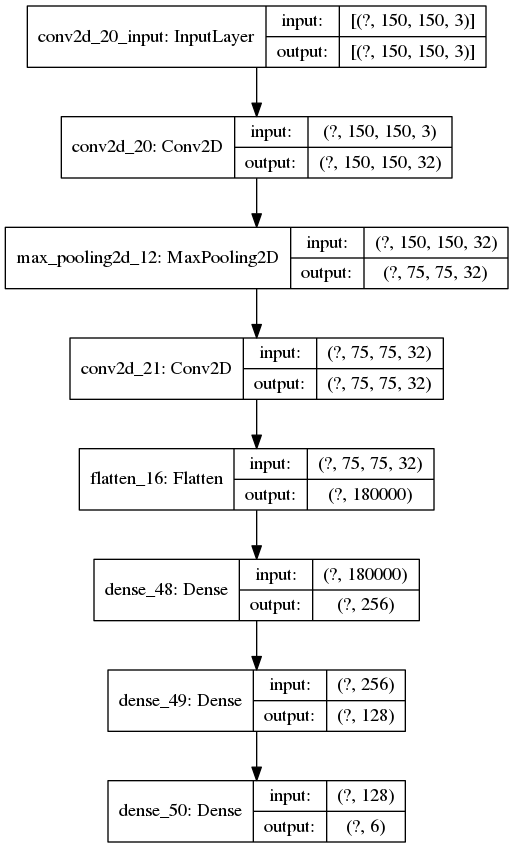 conv2d_20_input: InputLayer
input:
[(?, 150, 150, 3)]
output:
[(?, 150, 150, 3)]
conv2d_20: Conv2D
input:
(?, 150, 150, 3)
output:
(?, 150, 150, 32)
max_pooling2d_12: MaxPooling2D
input:
(?, 150, 150, 32)
output:
(?, 75, 75, 32)
conv2d_21: Conv2D
input:
(?, 75, 75, 32)
output:
(?, 75, 75, 32)
flatten_16: Flatten
input:
(?, 75, 75, 32)
output:
(?, 180000)
dense_48: Dense
input:
(?, 180000)
output:
(?, 256)
dense_49: Dense
input:
(?, 256)
output:
(?, 128)
dense_50: Dense
input:
(?, 128)
output:
(?, 6)